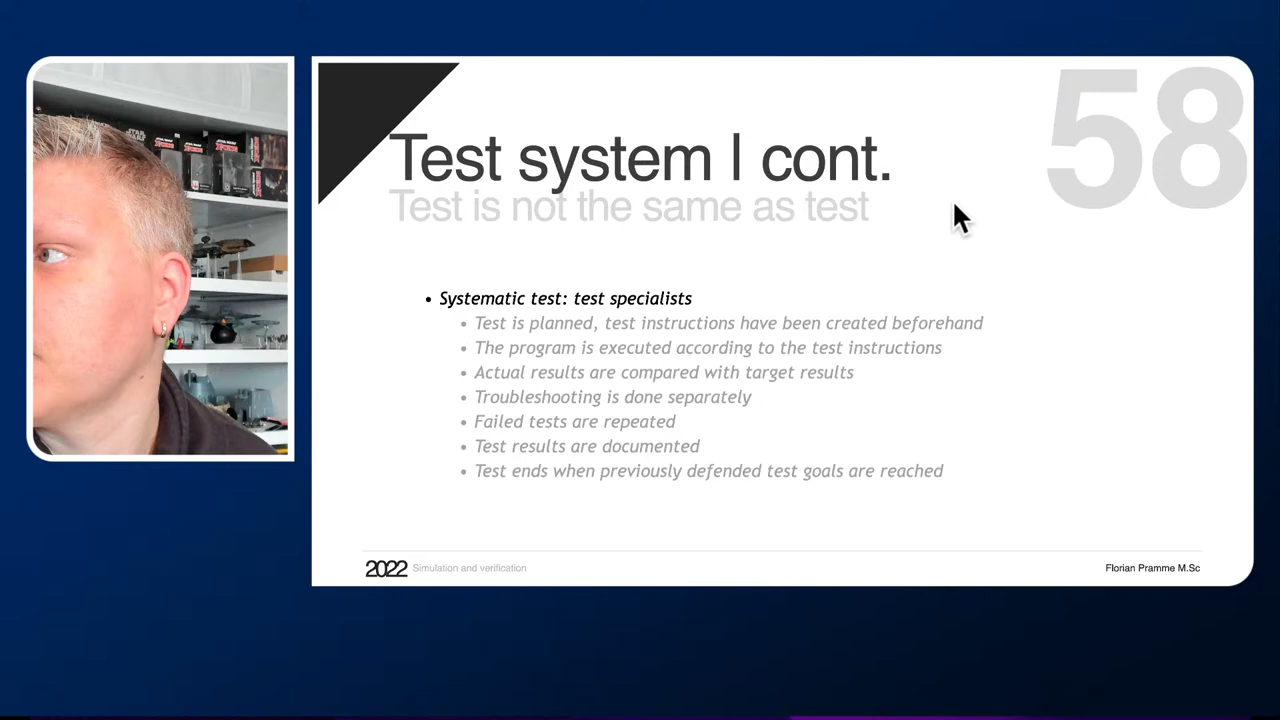 58
Test system I cont.
Test is not the same as test
• Systematic test: test specialists
• Test is planned, test instructions have been created beforehand
• The program is executed according to the test instructions
• Actual results are compared with target results
• Troubleshooting is done separately
• Failed tests are repeated
• Test results are documented
• Test ends when previously defended test goals are reached
2022 Simulation and verification
Florian Pramme M.Sc